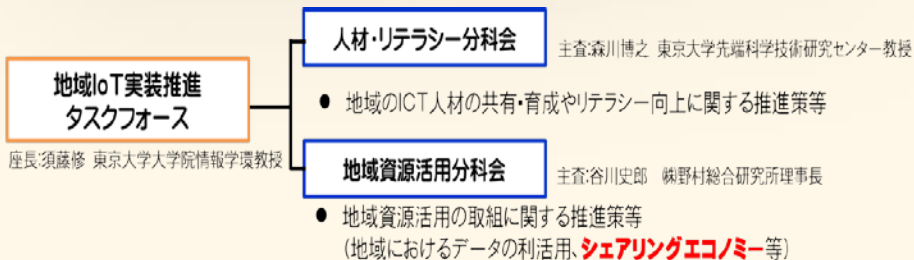 地域IoT実装推進
タスクフォース
座長:須藤修 東京大学大学院情報学環教授
人材・リテラシー分科会
主査:森川博之 東京大学先端科学技術研究センター教授
● 地域のICT人材の共有・育成やリテラシー向上に関する推進策等
地域資源活用分科会
主査:谷川史郎 ㈱野村総合研究所理事長
● 地域資源活用の取組に関する推進策等
(地域におけるデータの利活用、シェアリングエコノミー等)